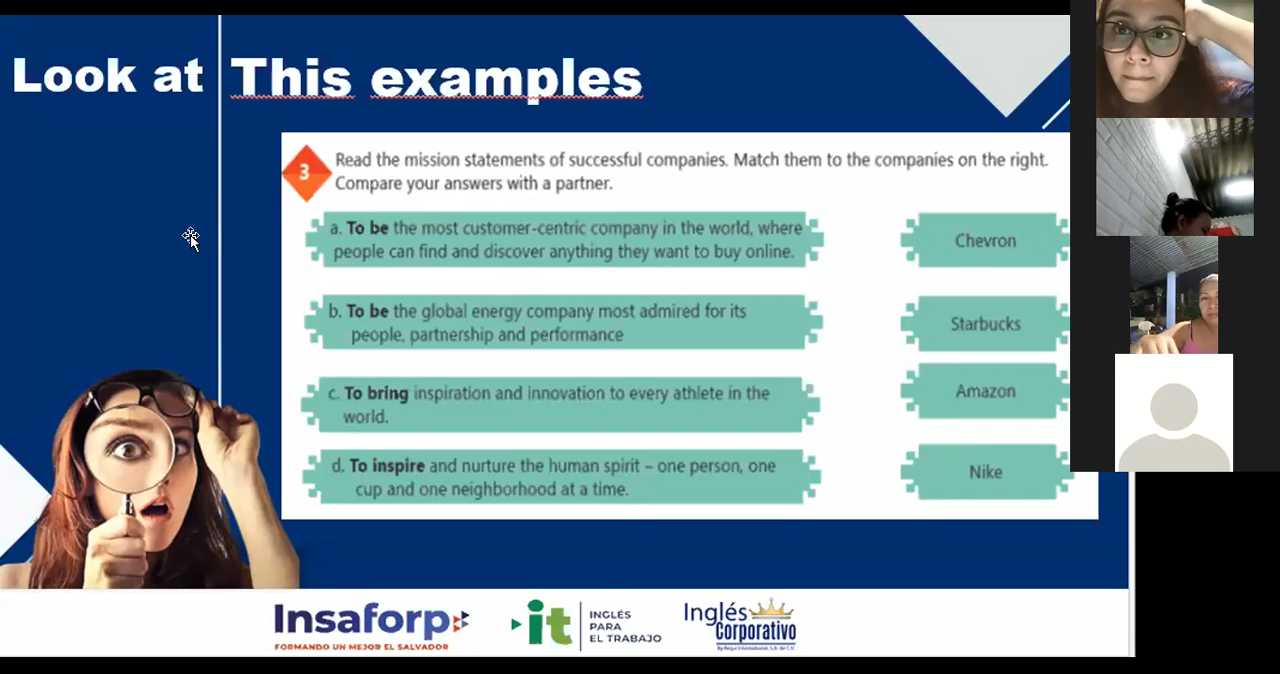 Look at This examples
3
Read the mission statements of successful companies. Match them to the companies on the right.
Compare your answers with a partner.
a. To be the most customer-centric company in the world, where
people can find and discover anything they want to buy online.
Chevron
b. To be the global energy company most admired for its
people, partnership and performance
Starbucks
c. To bring inspiration and innovation to every athlete in the
world.
Amazon
d. To inspire and nurture the human spirit – one person, one
cup and one neighborhood at a time.
Nike
Insaforp
FORMANDO UN MEJOR EL SALVADOR
it
INGLÉS
PARA
EL TRABAJO
Inglés
Corporativo